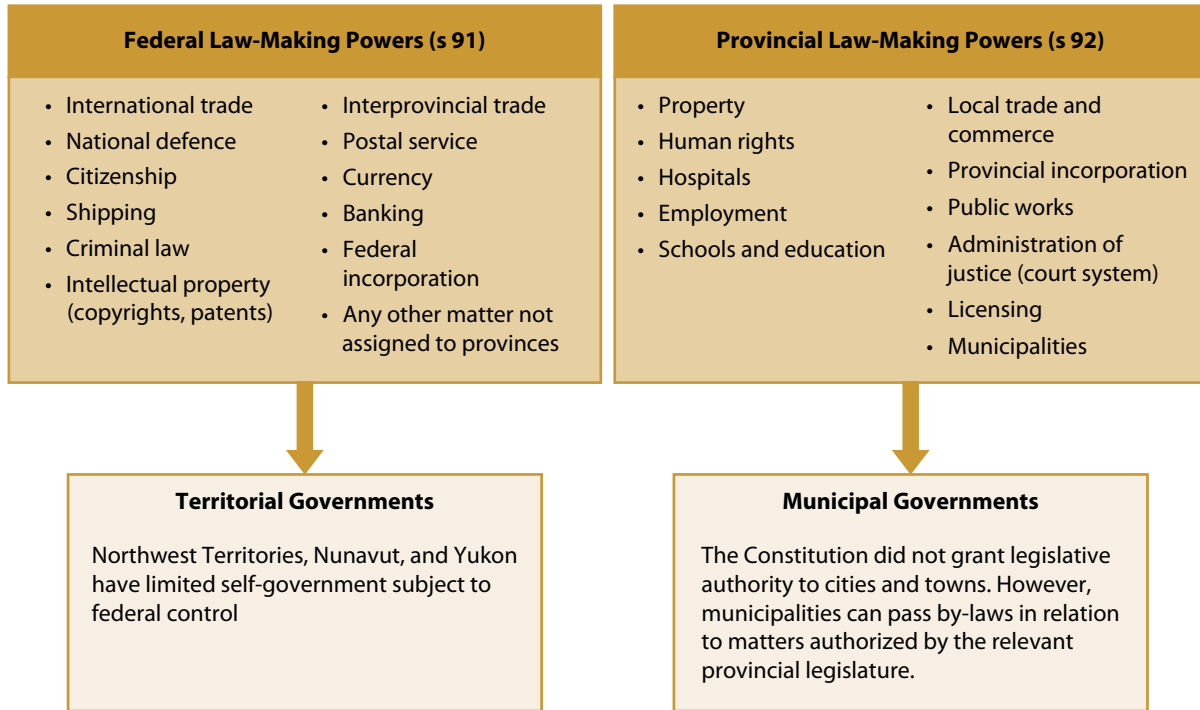 Federal Law-Making Powers (s 91)
• International trade
• National defence
• Citizenship
• Shipping
• Criminal law
• Intellectual property
(copyrights, patents)
• Interprovincial trade
• Postal service
• Currency
• Banking
• Federal
incorporation
• Any other matter not
assigned to provinces
Provincial Law-Making Powers (s 92)
• Property
• Human rights
• Hospitals
• Employment
• Schools and education
• Local trade and
commerce
• Provincial incorporation
• Public works
• Administration of
justice (court system)
• Licensing
• Municipalities
Territorial Governments
Northwest Territories, Nunavut, and Yukon
have limited self-government subject to
federal control
Municipal Governments
The Constitution did not grant legislative
authority to cities and towns. However,
municipalities can pass by-laws in relation
to matters authorized by the relevant
provincial legislature.